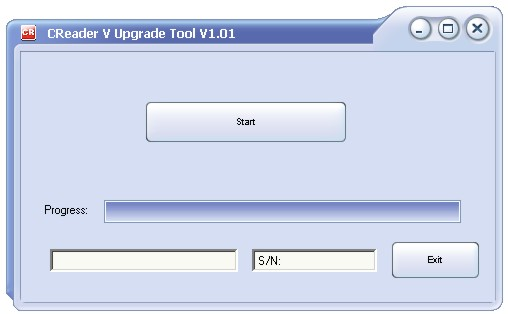 CR CReader V Upgrade Tool V1.01
Start
Progress:
S/N:
Exit